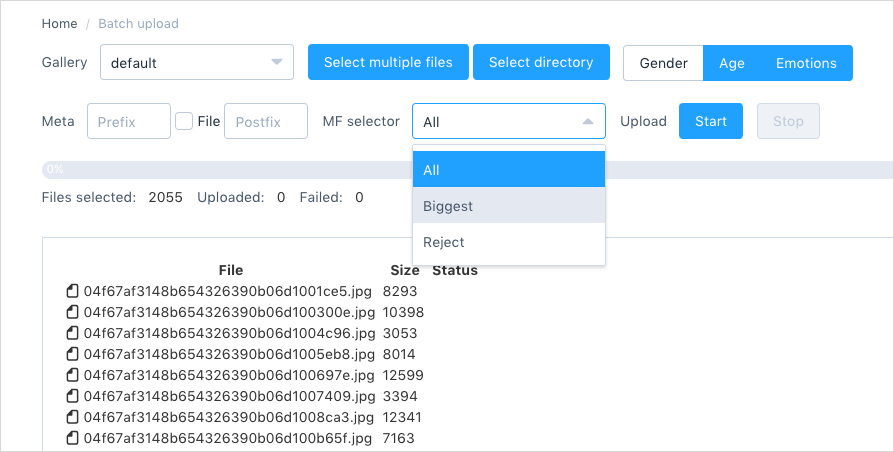 Home / Batch upload
Gallery default Select multiple files Select directory Gender Age Emotions
Meta Prefix File Postfix MF selector All Upload Start Stop
0%
All
Files selected: 2055 Uploaded: 0 Failed: 0
Biggest
Reject
File Size Status
04f67af3148b654326390b06d1001ce5.jpg 8293
04f67af3148b654326390b06d100300e.jpg 10398
04f67af3148b654326390b06d1004c96.jpg 3053
04f67af3148b654326390b06d1005eb8.jpg 8014
04f67af3148b654326390b06d100697e.jpg 12599
04f67af3148b654326390b06d1007409.jpg 3394
04f67af3148b654326390b06d1008ca3.jpg 12341
04f67af3148b654326390b06d100b65f.jpg 7163